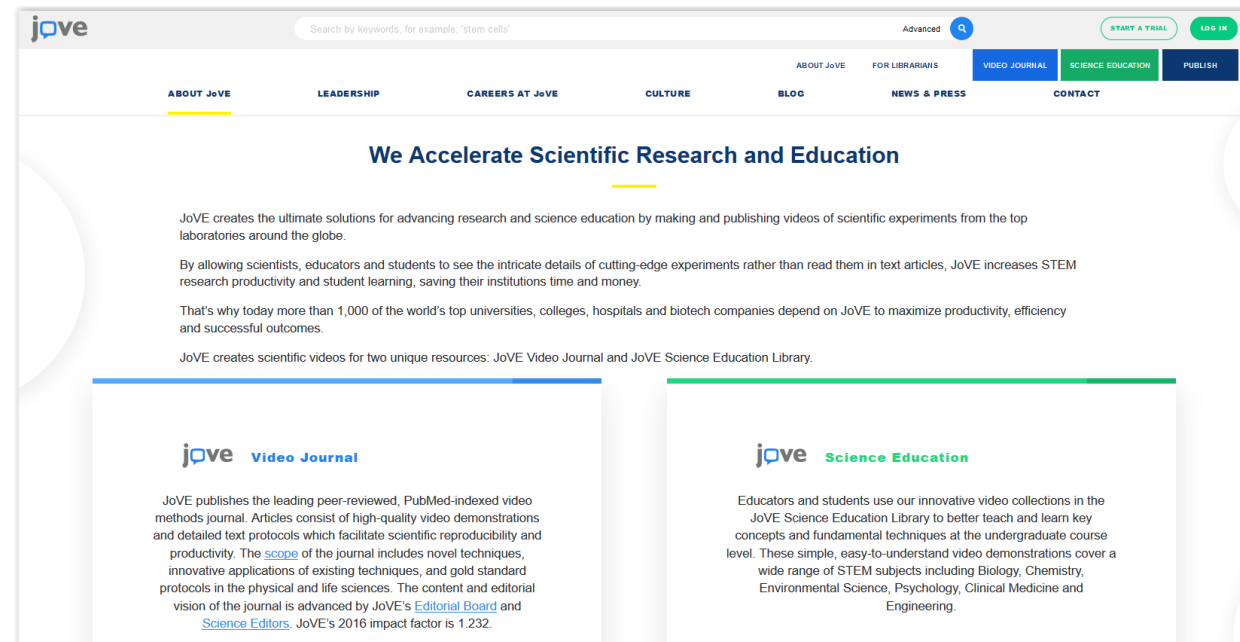 jove
Search by keywords, for example: 'stem cells'
Advanced
START A TRIAL
LOG IN
ABOUT JoVE
FOR LIBRARIANS
VIDEO JOURNAL
SCIENCE EDUCATION
PUBLISH
ABOUT JoVE
LEADERSHIP
CAREERS AT JoVE
CULTURE
BLOG
NEWS & PRESS
CONTACT
We Accelerate Scientific Research and Education
JoVE creates the ultimate solutions for advancing research and science education by making and publishing videos of scientific experiments from the top
laboratories around the globe.
By allowing scientists, educators and students to see the intricate details of cutting-edge experiments rather than read them in text articles, JoVE increases STEM
research productivity and student learning, saving their institutions time and money.
That's why today more than 1,000 of the world's top universities, colleges, hospitals and biotech companies depend on JoVE to maximize productivity, efficiency
and successful outcomes.
JoVE creates scientific videos for two unique resources: JoVE Video Journal and JoVE Science Education Library.
jove Video Journal
JoVE publishes the leading peer-reviewed, PubMed-indexed video
methods journal. Articles consist of high-quality video demonstrations
and detailed text protocols which facilitate scientific reproducibility and
productivity. The scope of the journal includes novel techniques,
innovative applications of existing techniques, and gold standard
protocols in the physical and life sciences. The content and editorial
vision of the journal is advanced by JoVE's Editorial Board and
Science Editors. JoVE's 2016 impact factor is 1.232.
jove Science Education
Educators and students use our innovative video collections in the
JoVE Science Education Library to better teach and learn key
concepts and fundamental techniques at the undergraduate course
level. These simple, easy-to-understand video demonstrations cover a
wide range of STEM subjects including Biology, Chemistry,
Environmental Science, Psychology, Clinical Medicine and
Engineering.